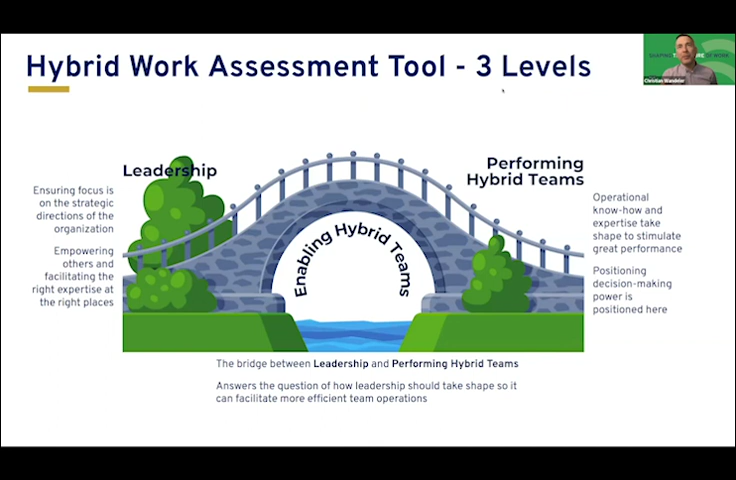 Hybrid Work Assessment Tool - 3 Levels
Christian Wandeler
Leadership
Ensuring focus is
on the strategic
directions of the
organization
Empowering
others and
facilitating the
right expertise at
the right places
Enabling Hybrid Teams
Performing
Hybrid Teams
Operational
know-how and
expertise take
shape to stimulate
great performance
Positioning
decision-making
power is
positioned here
The bridge between Leadership and Performing Hybrid Teams
Answers the question of how leadership should take shape so it
can facilitate more efficient team operations